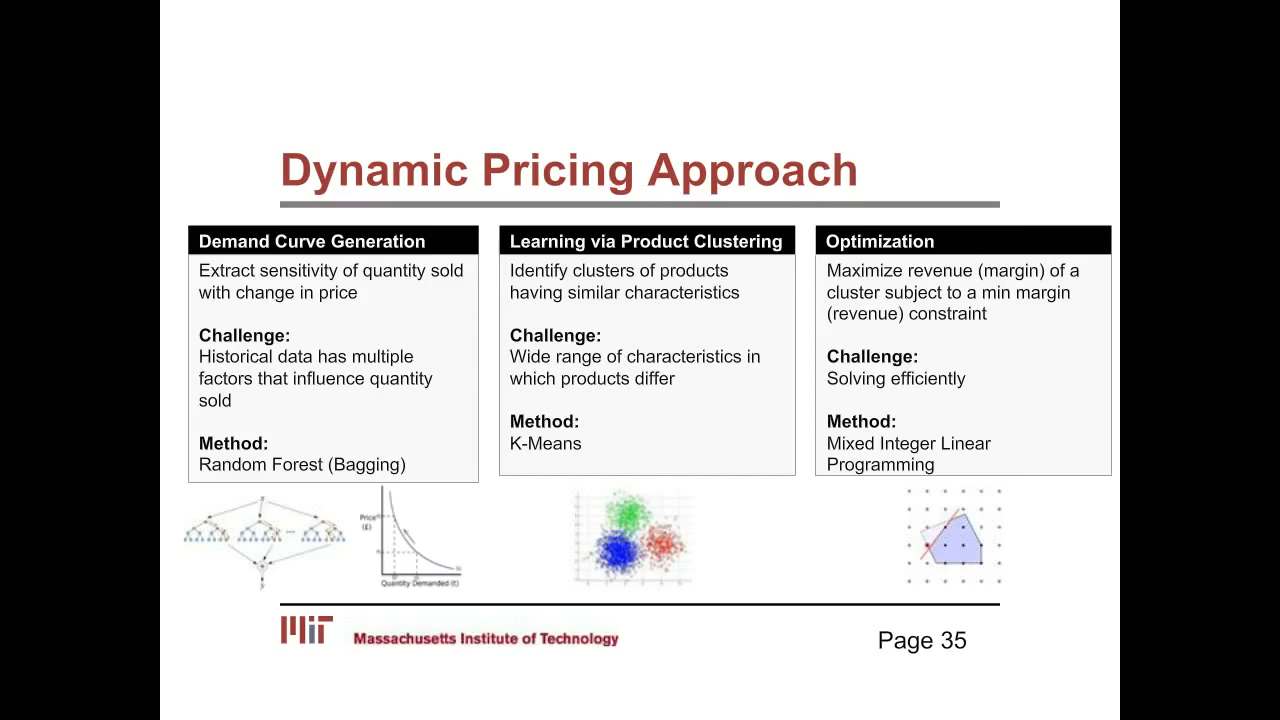 Dynamic Pricing Approach
Demand Curve Generation
Extract sensitivity of quantity sold
with change in price
Challenge:
Historical data has multiple
factors that influence quantity
sold
Method:
Random Forest (Bagging)
Learning via Product Clustering
Identify clusters of products
having similar characteristics
Challenge:
Wide range of characteristics in
which products differ
Method:
K-Means
Optimization
Maximize revenue (margin) of a
cluster subject to a min margin
(revenue) constraint
Challenge:
Solving efficiently
Method:
Mixed Integer Linear
Programming
Price
(£)
Quantity Demanded (t)
MIT
Massachusetts Institute of Technology
Page 35